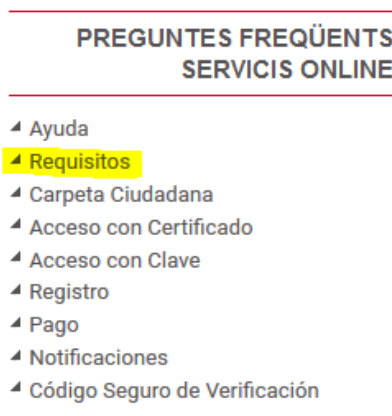 PREGUNTES FREQÜENTS
SERVICIS ONLINE
Ayuda
Requisitos
Carpeta Ciudadana
Acceso con Certificado
Acceso con Clave
Registro
Pago
Notificaciones
Código Seguro de Verificación